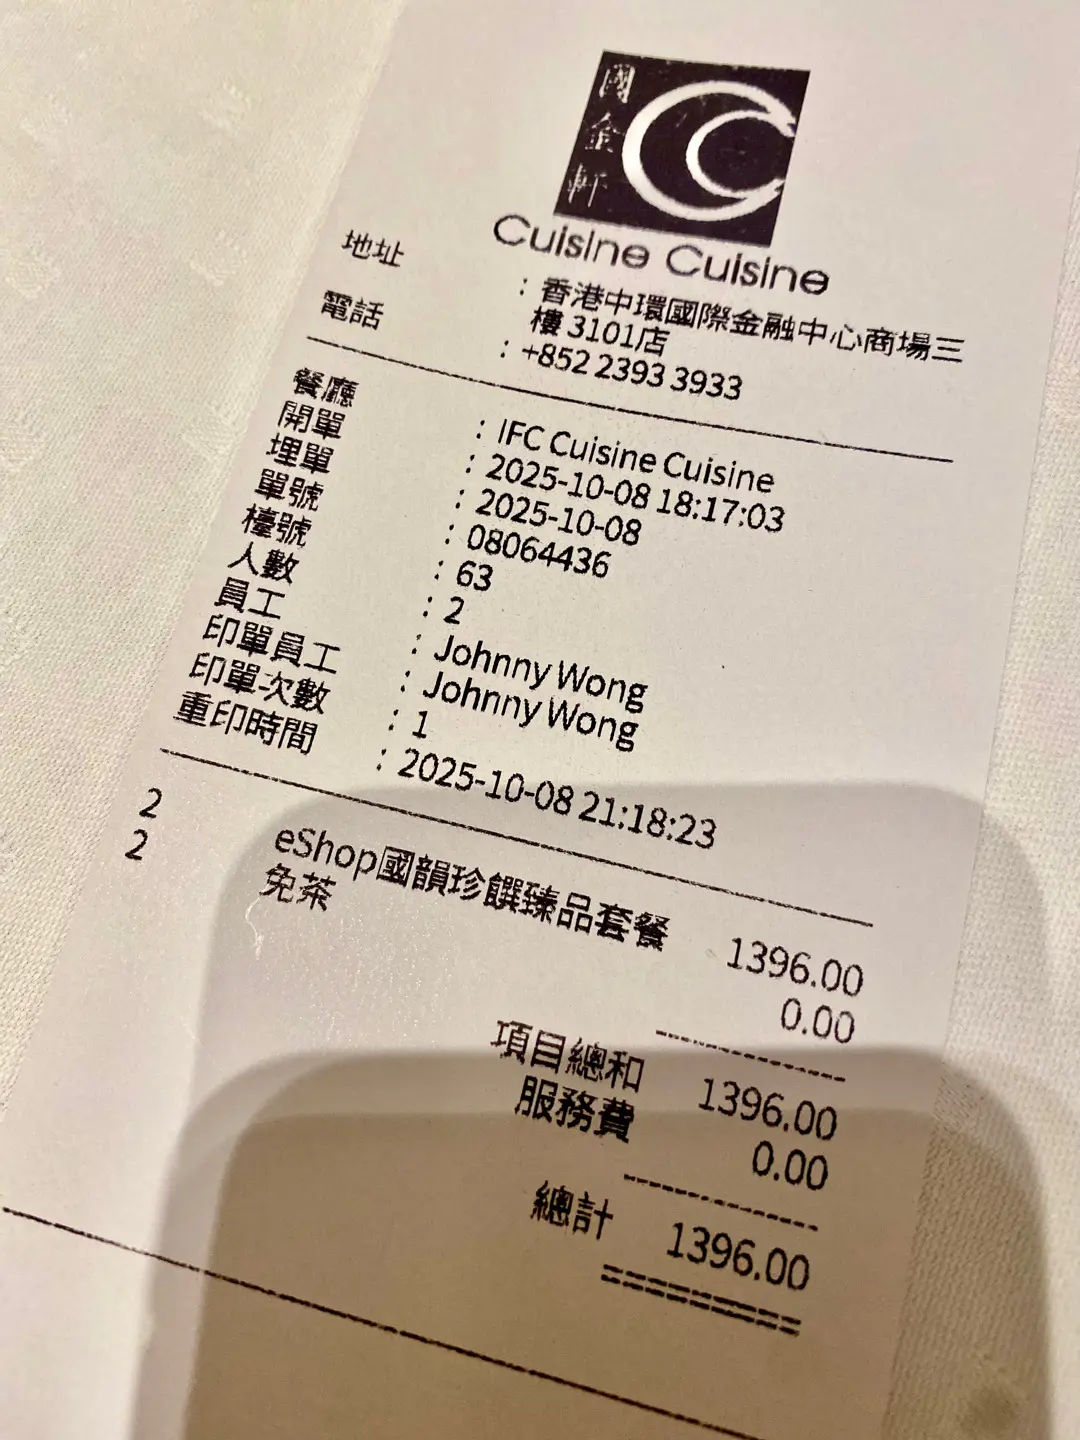 國金軒
Cuisine Cuisine
地址 : 香港中環國際金融中心商場三
樓 3101店
電話 : +852 2393 3933
餐廳 : IFC Cuisine Cuisine
開單 : 2025-10-08 18:17:03
埋單 : 2025-10-08
單號 : 08064436
檯號 : 63
人數 : 2
員工 : Johnny Wong
印單員工 : Johnny Wong
印單次數 : 1
重印時間 : 2025-10-08 21:18:23
2 eShop國韻珍饌臻品套餐 1396.00
2 免茶 0.00
項目總和 1396.00
服務費 0.00
總計 1396.00